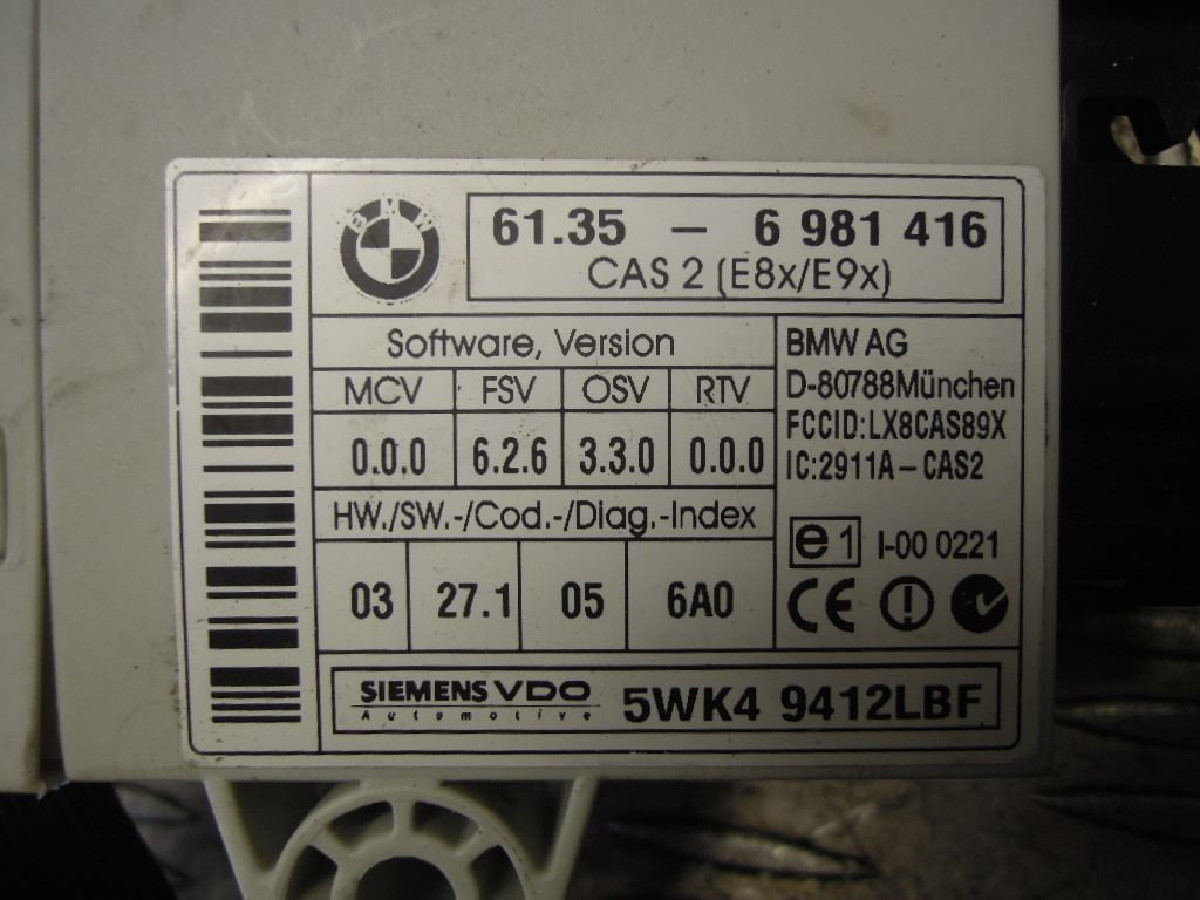 BMW
61.35 – 6 981 416
CAS 2 (E8x/E9x)
Software, Version
MCV FSV OSV RTV
0.0.0 6.2.6 3.3.0 0.0.0
HW./SW.-/Cod.-/Diag.-Index
03 27.1 05 6A0
BMW AG
D-80788München
FCCID:LX8CAS89X
IC:2911A–CAS2
e1 I-00 0221
CE
SIEMENS VDO
Automotive
5WK4 9412LBF